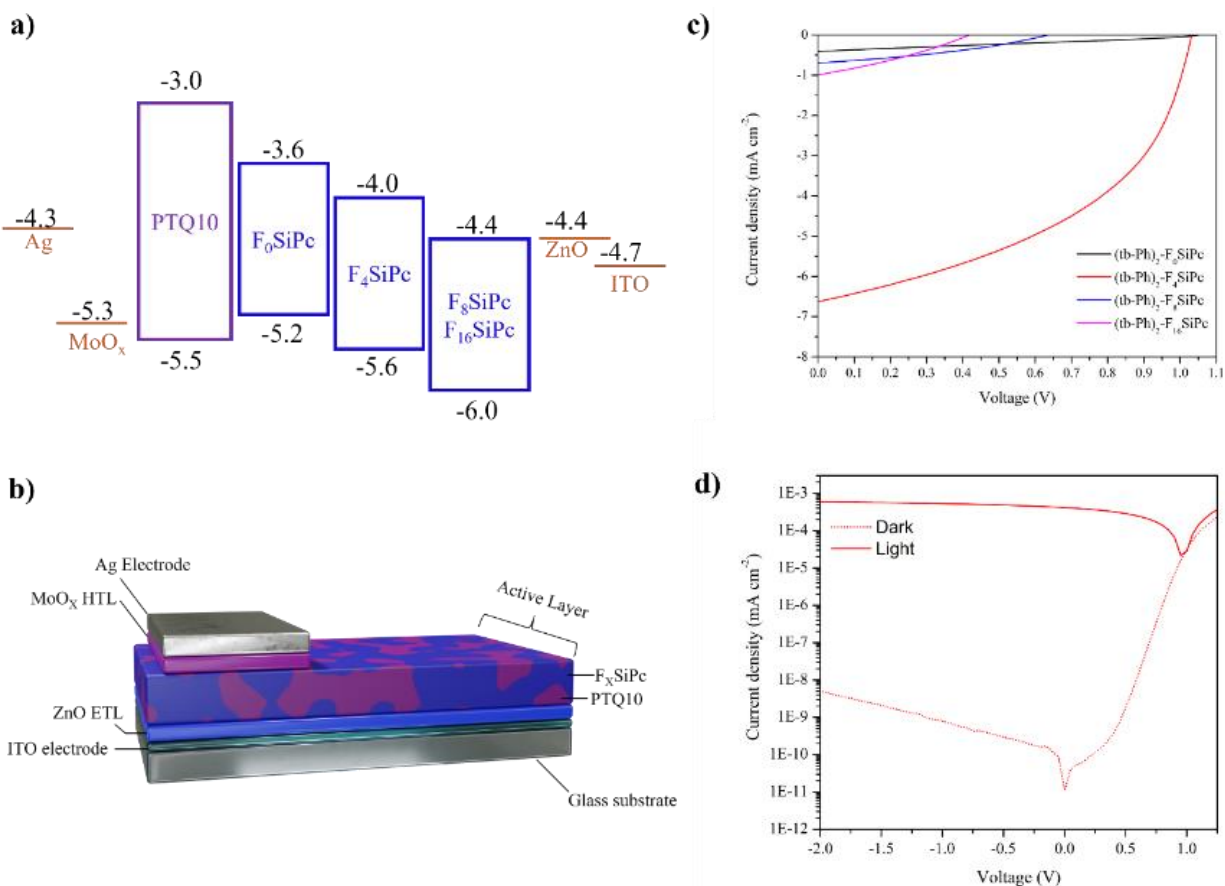 a)
-3.0
-3.6
-4.0
-4.4
-4.4
-4.3
Ag
PTQ10
F₀SiPc
F₄SiPc
F₈SiPc
F₁₆SiPc
ZnO
-4.7
ITO
-5.3
MoOₓ
-5.5
-5.2
-5.6
-6.0
b)
Ag Electrode
MoOX HTL
Active Layer
FXSiPc
PTQ10
ZnO ETL
ITO electrode
Glass substrate
c)
Current density (mA cm⁻²)
0
-1
-2
-3
-4
-5
-6
-7
-8
(tb-Ph)₂-F₀SiPc
(tb-Ph)₂-F₄SiPc
(tb-Ph)₂-F₈SiPc
(tb-Ph)₂-F₁₆SiPc
0.0 0.1 0.2 0.3 0.4 0.5 0.6 0.7 0.8 0.9 1.0 1.1
Voltage (V)
d)
Current density (mA cm⁻²)
1E-3
1E-4
1E-5
1E-6
1E-7
1E-8
1E-9
1E-10
1E-11
1E-12
Dark
Light
-2.0 -1.5 -1.0 -0.5 0.0 0.5 1.0
Voltage (V)